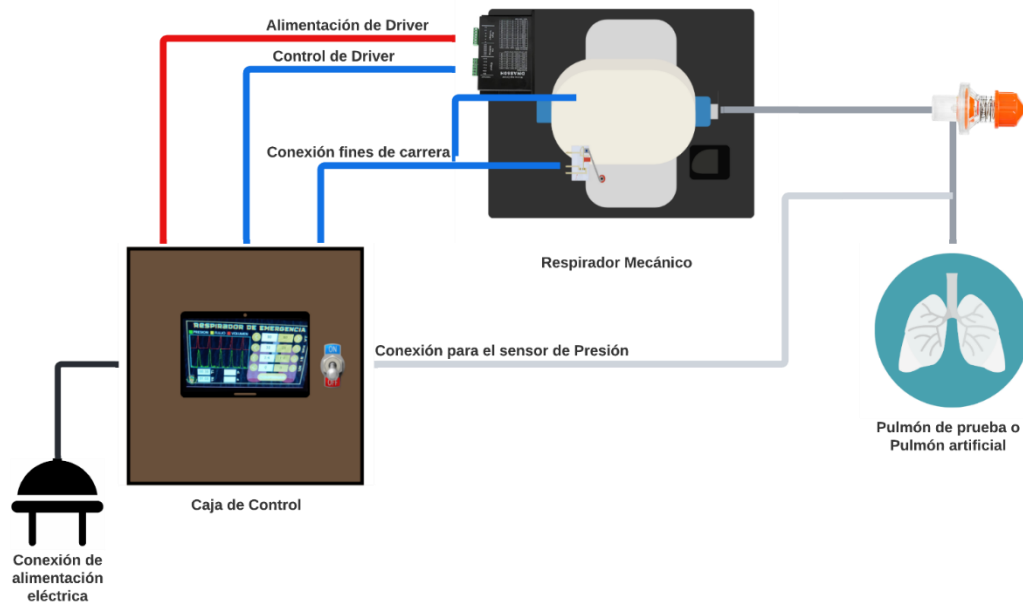 Alimentación de Driver
Control de Driver
Conexión fines de carrera
Respirador Mecánico
RESPIRADOR DE EMERGENCIA
ON
Conexión para el sensor de Presión
Pulmón de prueba o
Pulmón artificial
Caja de Control
Conexión de
alimentación
eléctrica